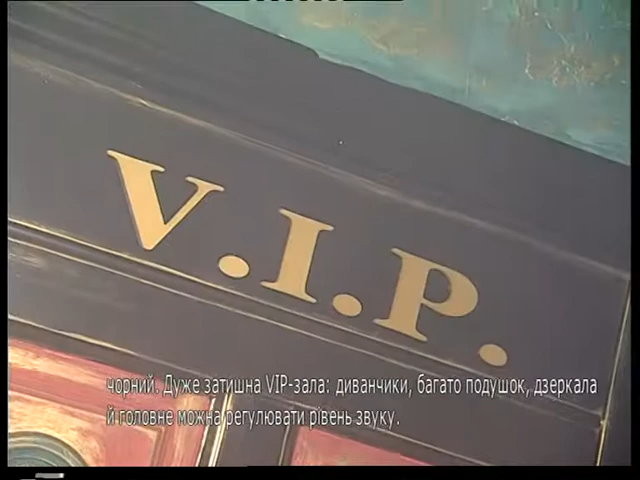 V.I.P.
чорний. Дуже затишна VIP-зала: диванчики, багато подушок, дзеркала
й головне можна регулювати рівень звуку.